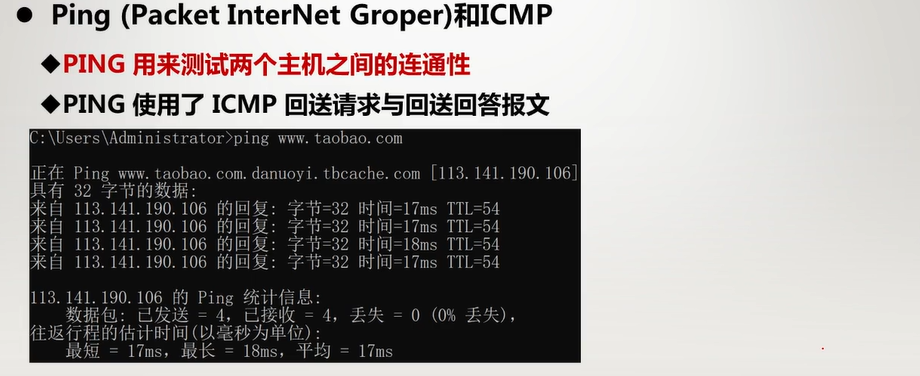 ● Ping (Packet InterNet Groper)和ICMP
◆PING 用来测试两个主机之间的连通性
◆PING 使用了 ICMP 回送请求与回送回答报文
C:\Users\Administrator>ping www.taobao.com
正在 Ping www.taobao.com.danuoyi.tbcache.com [113.141.190.106]
具有 32 字节的数据:
来自 113.141.190.106 的回复: 字节=32 时间=17ms TTL=54
来自 113.141.190.106 的回复: 字节=32 时间=17ms TTL=54
来自 113.141.190.106 的回复: 字节=32 时间=18ms TTL=54
来自 113.141.190.106 的回复: 字节=32 时间=17ms TTL=54
113.141.190.106 的 Ping 统计信息:
数据包: 已发送 = 4，已接收 = 4，丢失 = 0 (0% 丢失)，
往返行程的估计时间(以毫秒为单位):
最短 = 17ms，最长 = 18ms，平均 = 17ms